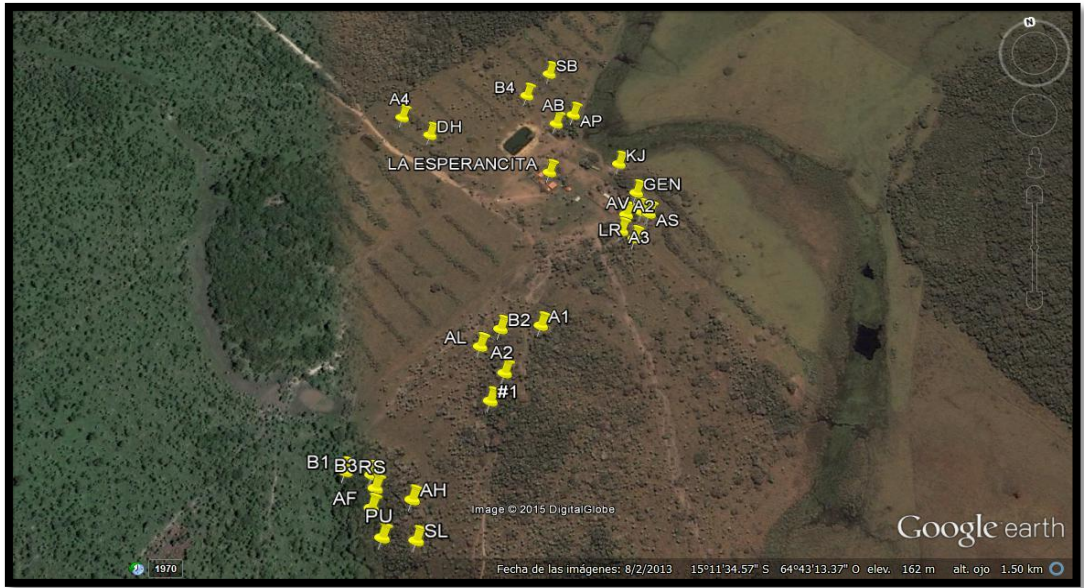 N
SB
B4
A4
AB
AP
DH
KJ
LA ESPERANCITA
GEN
AV A2
AS
LR
A3
B2 A1
AL
A2
#1
B1 B3 RS
AF AH
PU
SL
Image © 2015 DigitalGlobe
Google earth
1970
Fecha de las imágenes: 8/2/2013 15°11'34.57" S 64°43'13.37" O elev. 162 m alt. ojo 1.50 km